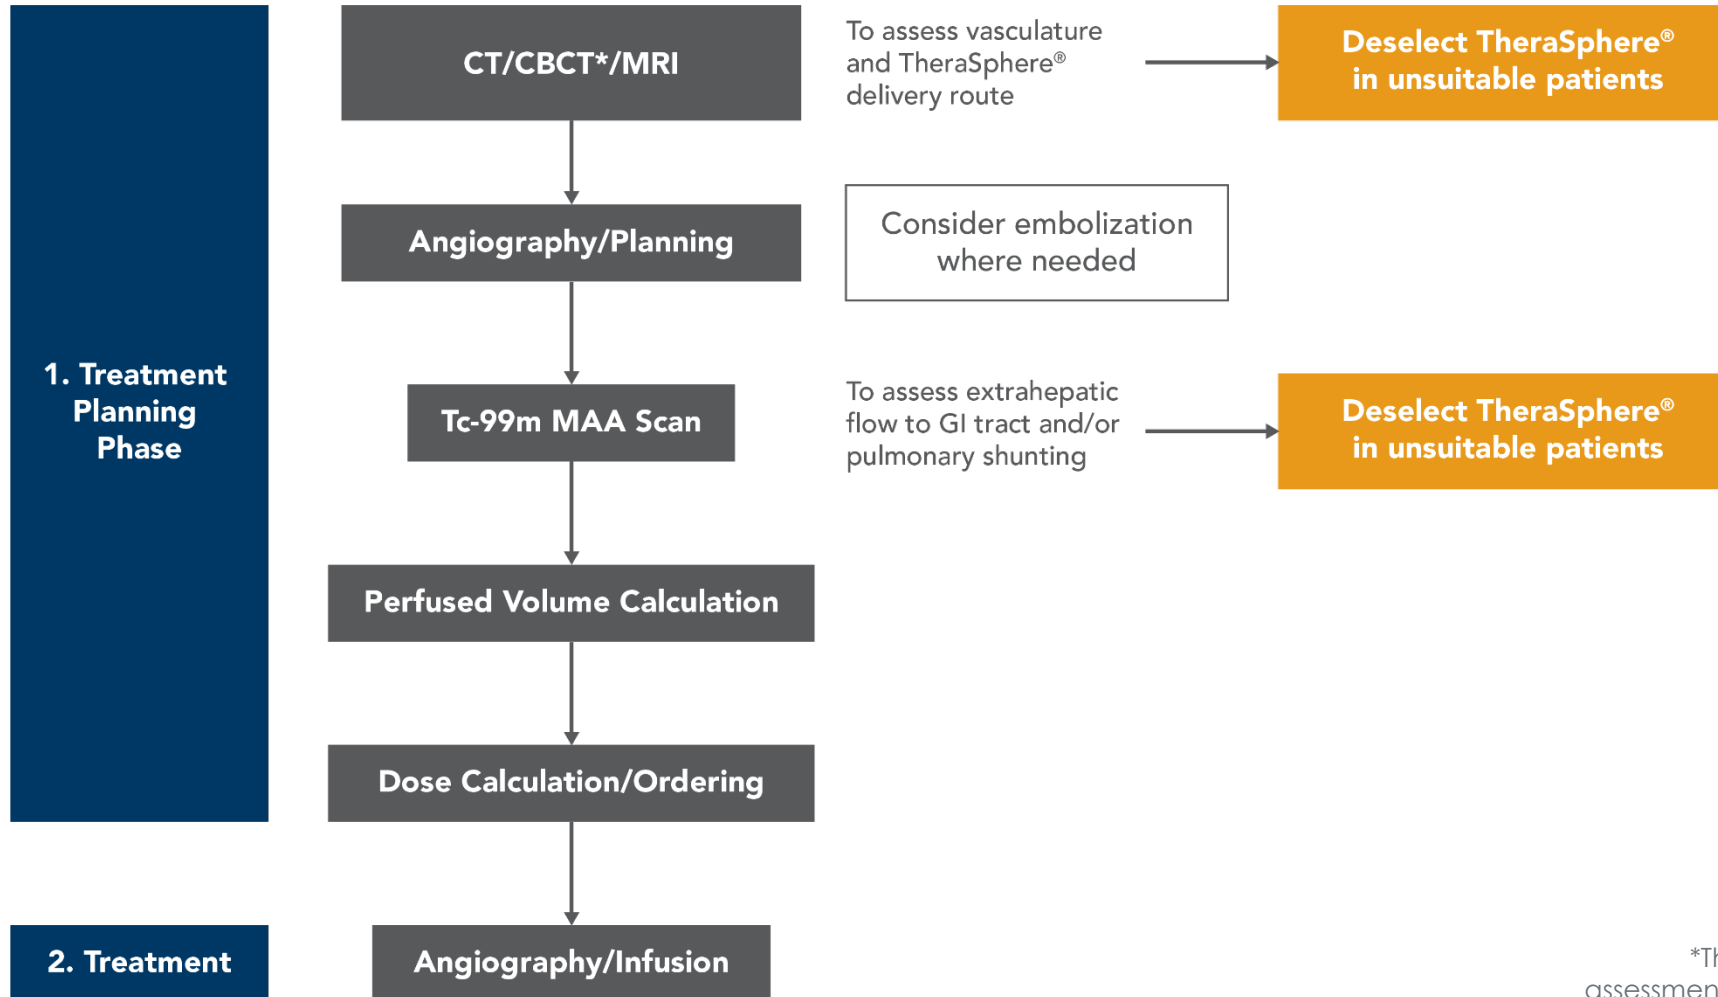 CT/CBCT*/MRI
To assess vasculature
and TheraSphere®
delivery route
Deselect TheraSphere®
in unsuitable patients
Angiography/Planning
Consider embolization
where needed
1. Treatment
Planning
Phase
Tc-99m MAA Scan
To assess extrahepatic
flow to GI tract and/or
pulmonary shunting
Deselect TheraSphere®
in unsuitable patients
Perfused Volume Calculation
Dose Calculation/Ordering
2. Treatment
Angiography/Infusion